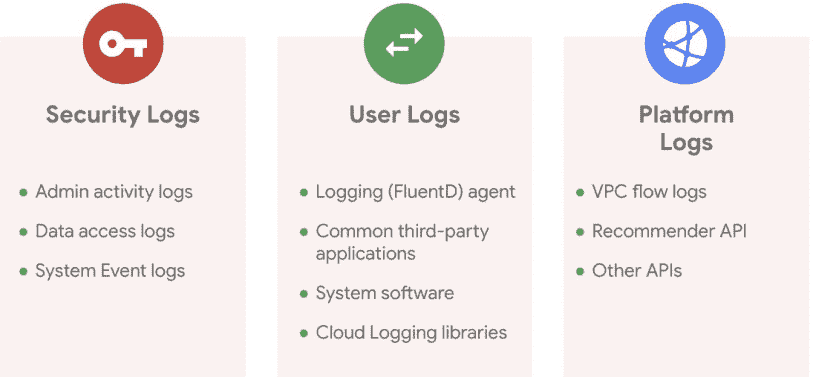 Security Logs
Admin activity logs
Data access logs
System Event logs
User Logs
Logging (FluentD) agent
Common third-party
applications
System software
Cloud Logging libraries
Platform
Logs
VPC flow logs
Recommender API
Other APIs